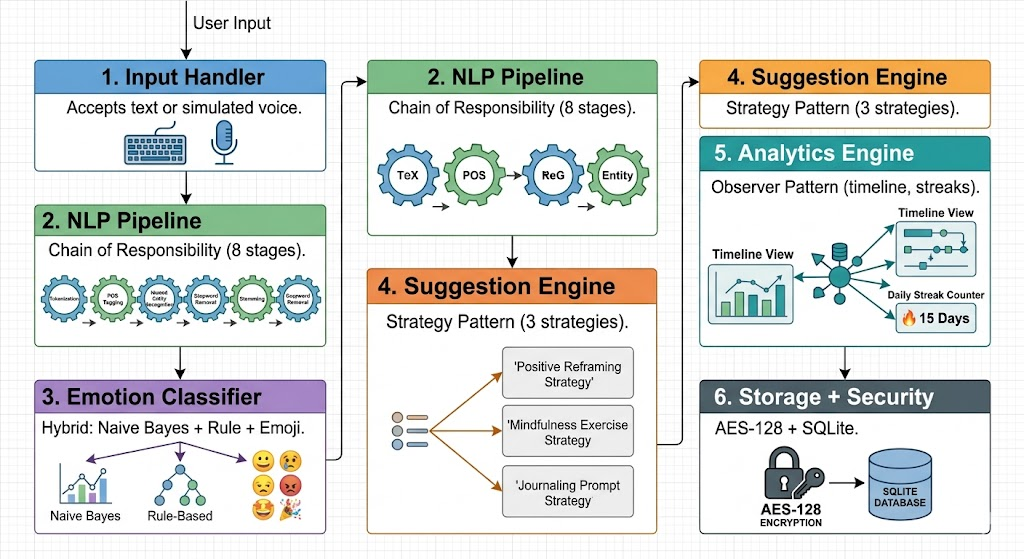 User Input
1. Input Handler
Accepts text or simulated voice.
2. NLP Pipeline
Chain of Responsibility (8 stages).
Tokenization
POS
Tagging
Removal
Stemming
3. Emotion Classifier
Hybrid: Naive Bayes + Rule + Emoji.
Naive Bayes
Rule-Based
2. NLP Pipeline
Chain of Responsibility (8 stages).
TeX
POS
ReG
Entity
4. Suggestion Engine
Strategy Pattern (3 strategies).
'Positive Reframing
Strategy'
'Mindfulness Exercise
Strategy
'Journaling Prompt
Strategy
4. Suggestion Engine
Strategy Pattern (3 strategies).
5. Analytics Engine
Observer Pattern (timeline, streaks).
Timeline View
Timeline View
Daily Streak Counter
15 Days
6. Storage + Security
AES-128 + SQLite.
AES-128
ENCRYPTION
SQLITE
DATABASE